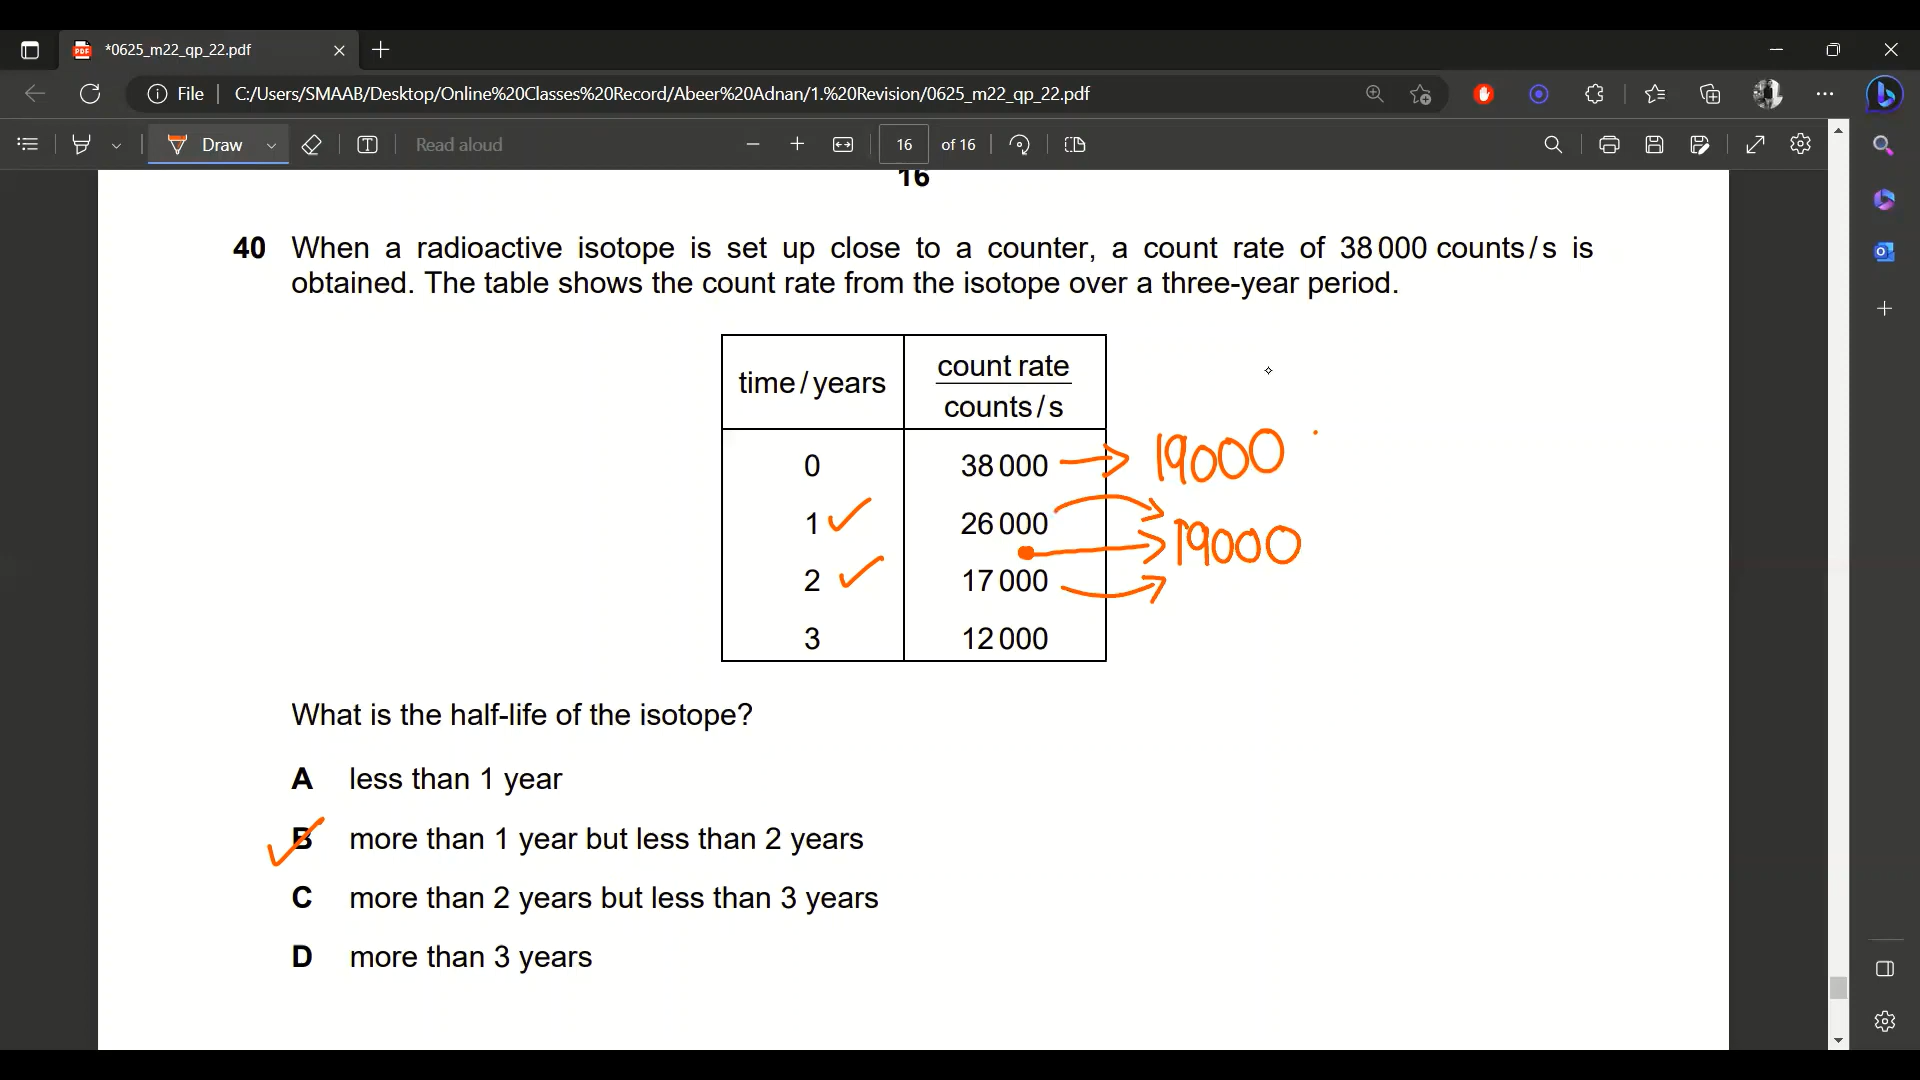 *0625_m22_qp_22.pdf
File C:/Users/SMAAB/Desktop/Online%20Classes%20Record/Abeer%20Adnan/1.%20Revision/0625_m22_qp_22.pdf
Draw Read aloud 16 of 16
16
40 When a radioactive isotope is set up close to a counter, a count rate of 38 000 counts / s is
obtained. The table shows the count rate from the isotope over a three-year period.
time / years count rate
counts / s
0 38 000 19000
1 26 000
19000
2 17 000
3 12 000
What is the half-life of the isotope?
A less than 1 year
B more than 1 year but less than 2 years
C more than 2 years but less than 3 years
D more than 3 years